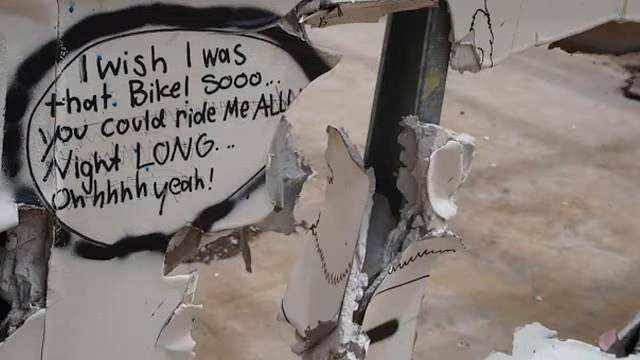 I wish I was
that Bike! Sooo...
you could ride Me ALL
Night LONG...
Ohhhhh yeah!